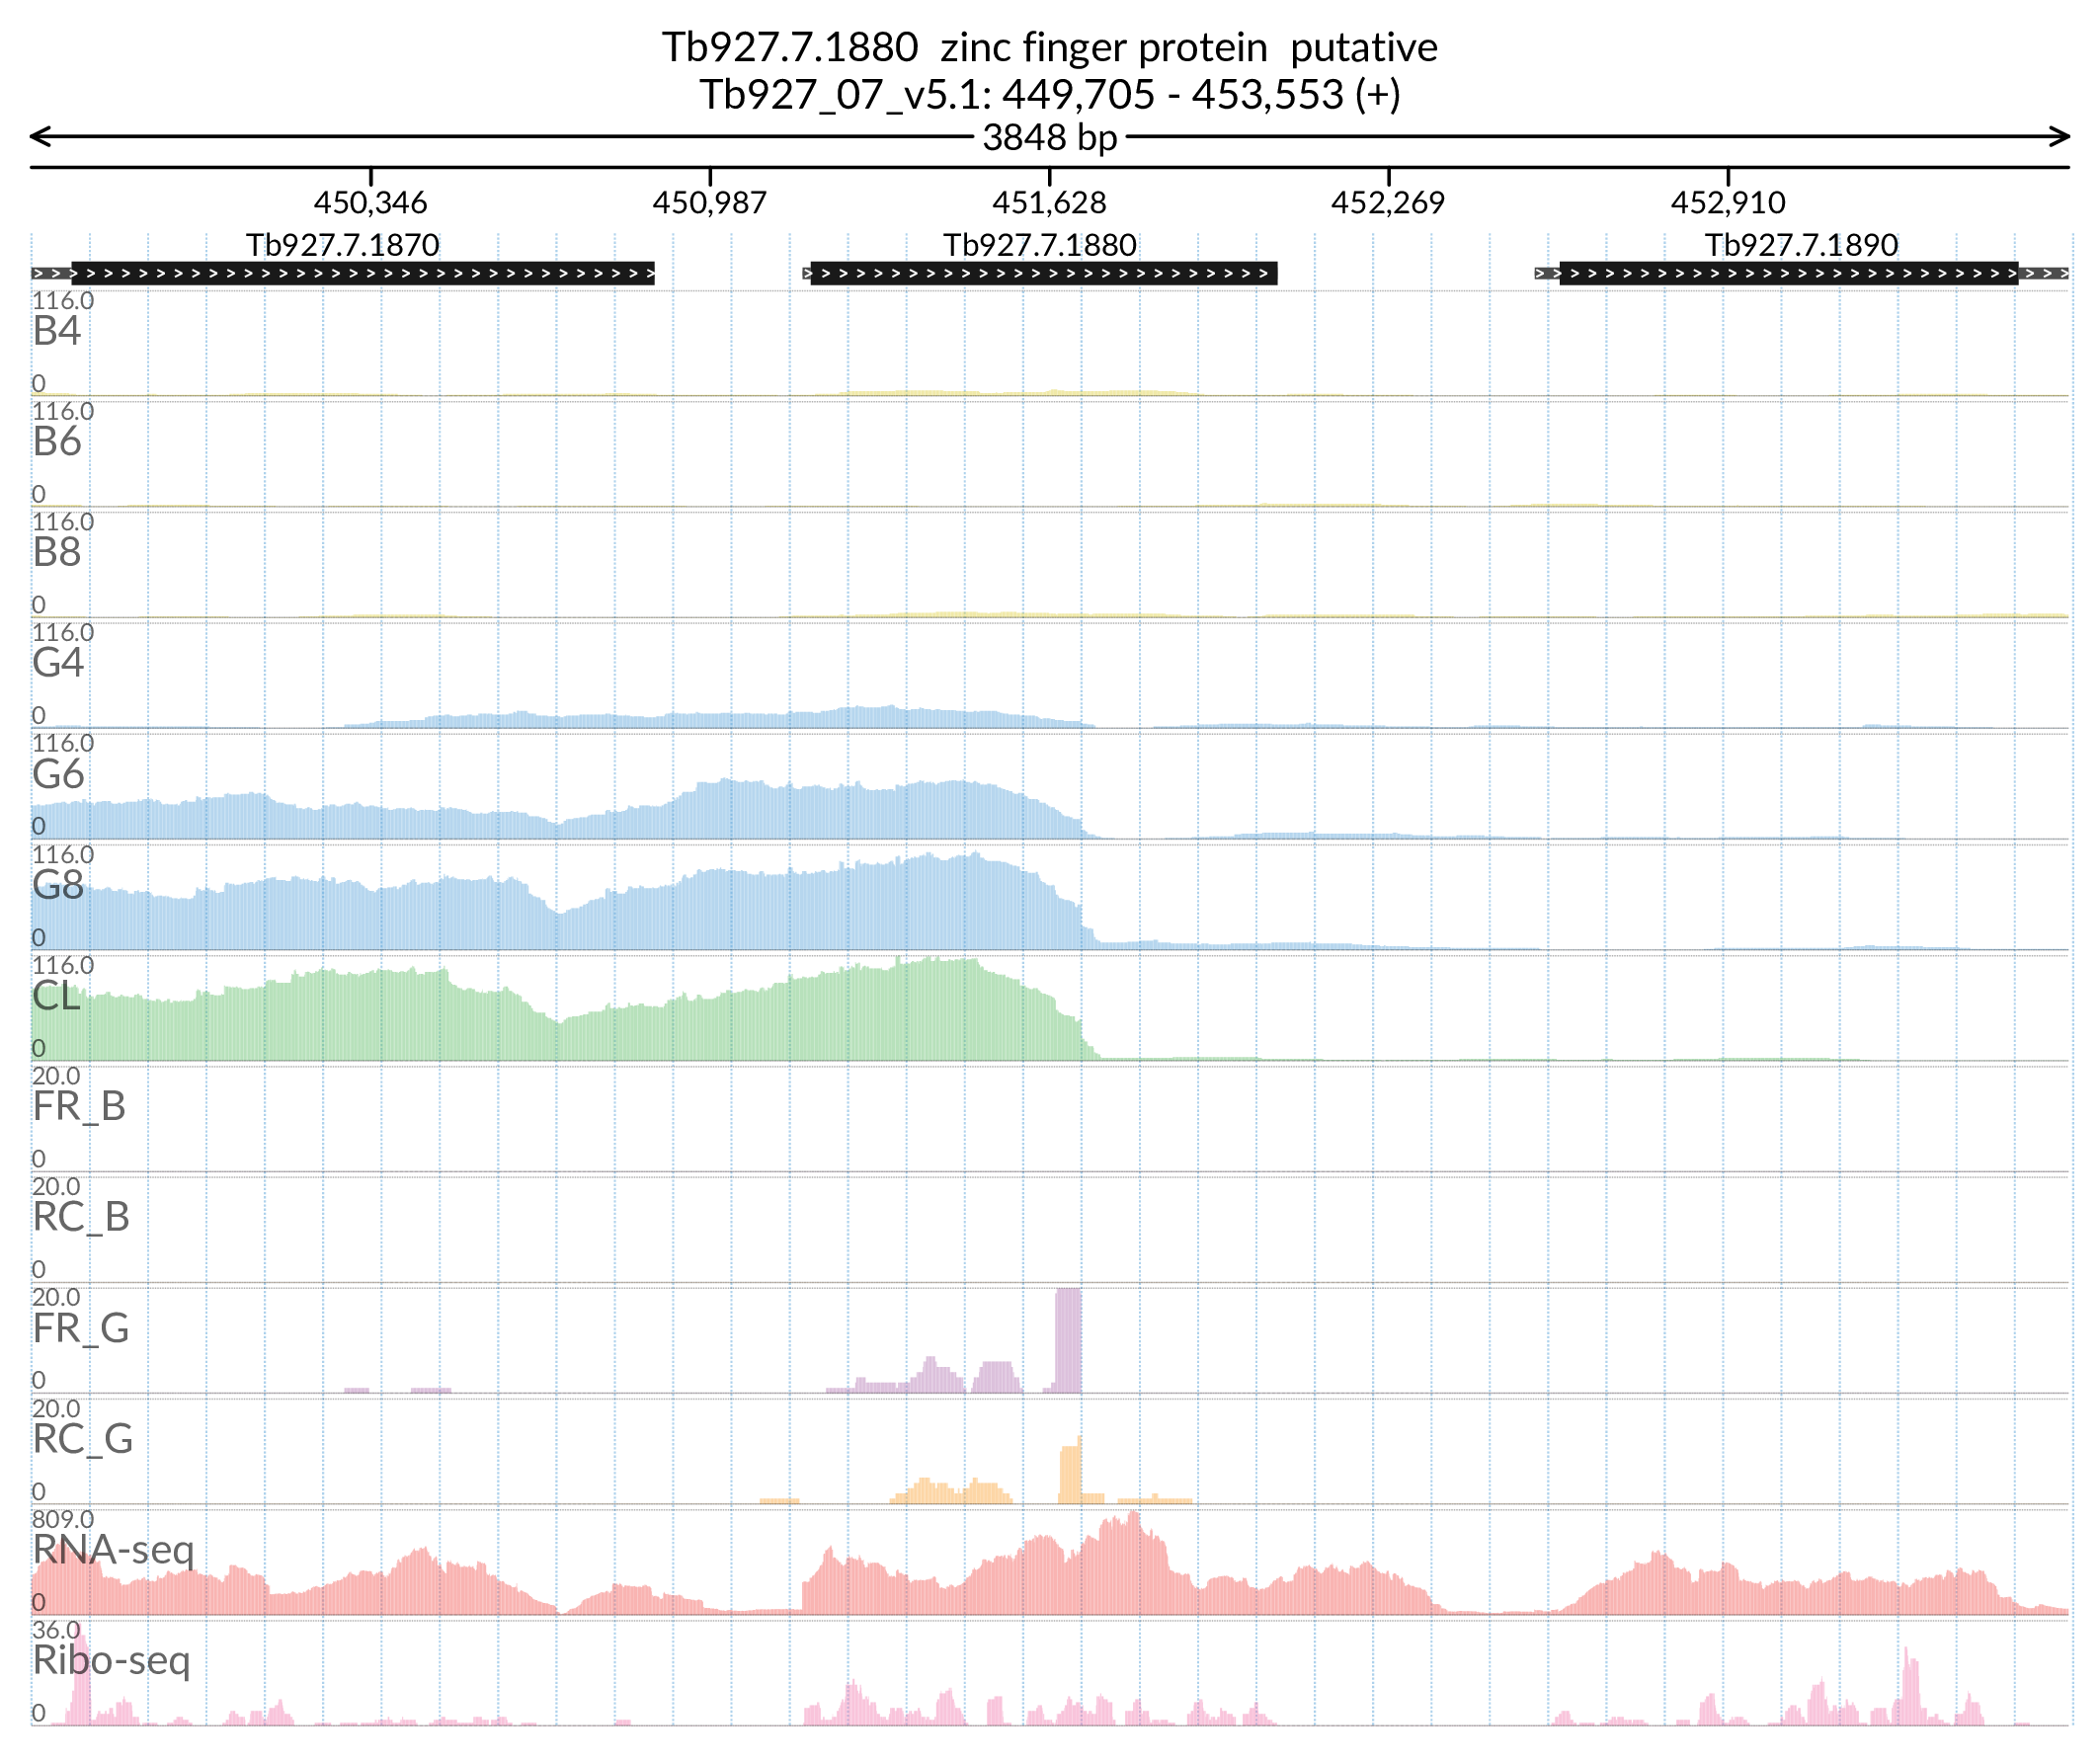 Tb927.7.1880 zinc finger protein putative
Tb927_07_v5.1: 449,705 - 453,553 (+)
3848 bp
450,346 450,987 451,628 452,269 452,910
Tb927.7.1870 Tb927.7.1880 Tb927.7.1890
116.0
B4
0
116.0
B6
0
116.0
B8
0
116.0
G4
0
116.0
G6
0
116.0
G8
0
116.0
CL
0
20.0
FR_B
0
20.0
RC_B
0
20.0
FR_G
0
20.0
RC_G
0
809.0
RNA-seq
0
36.0
Ribo-seq
0